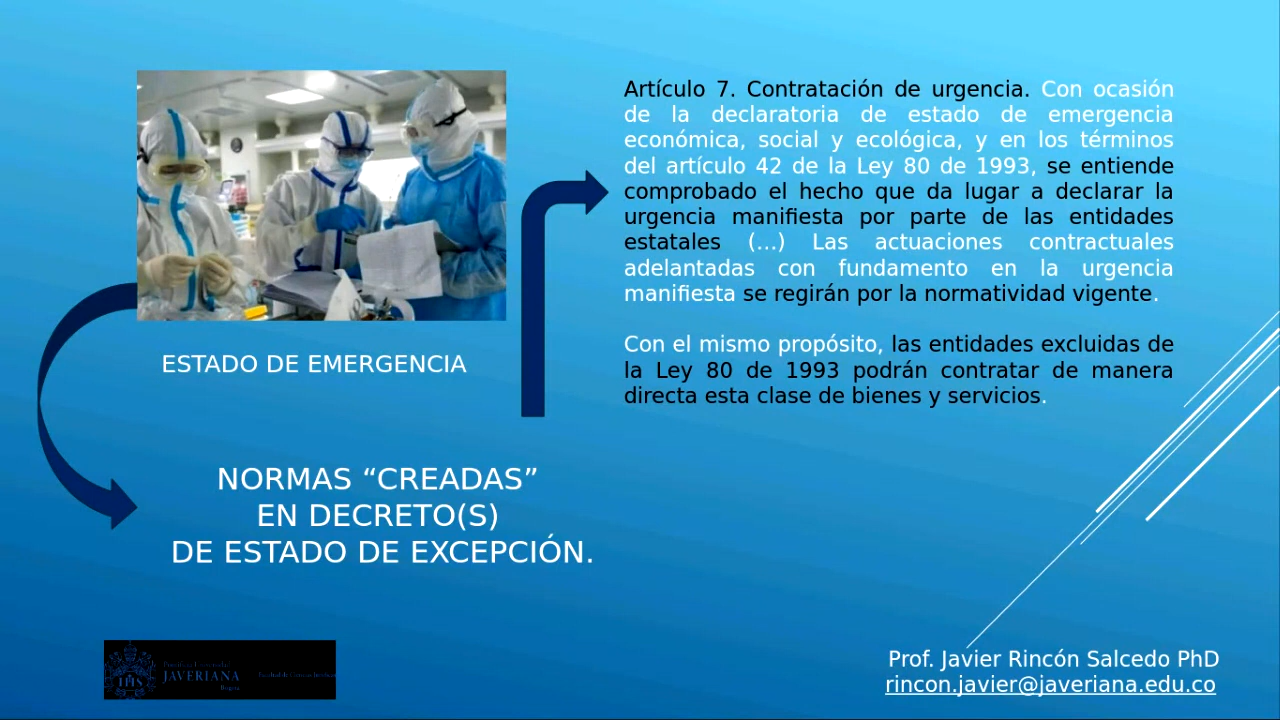 Artículo 7. Contratación de urgencia. Con ocasión
de la declaratoria de estado de emergencia
económica, social y ecológica, y en los términos
del artículo 42 de la Ley 80 de 1993, se entiende
comprobado el hecho que da lugar a declarar la
urgencia manifiesta por parte de las entidades
estatales (...) Las actuaciones contractuales
adelantadas con fundamento en la urgencia
manifiesta se regirán por la normatividad vigente.
Con el mismo propósito, las entidades excluidas de
la Ley 80 de 1993 podrán contratar de manera
directa esta clase de bienes y servicios.
ESTADO DE EMERGENCIA
NORMAS “CREADAS”
EN DECRETO(S)
DE ESTADO DE EXCEPCIÓN.
Pontificia Universidad
JAVERIANA
Bogotá
Prof. Javier Rincón Salcedo PhD
rincon.javier@javeriana.edu.co